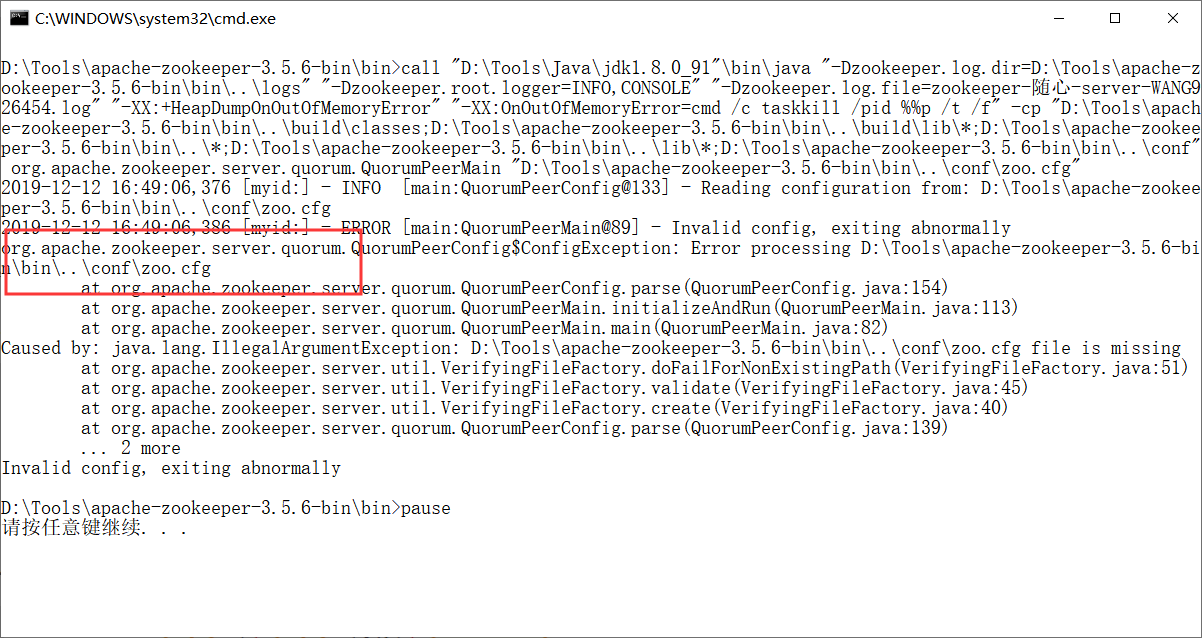 C:\WINDOWS\system32\cmd.exe
D:\Tools\apache-zookeeper-3.5.6-bin\bin>call "D:\Tools\Java\jdk1.8.0_91"\bin\java "-Dzookeeper.log.dir=D:\Tools\apache-z
ookeeper-3.5.6-bin\bin\..\logs" "-Dzookeeper.root.logger=INFO,CONSOLE" "-Dzookeeper.log.file=zookeeper-随心-server-WANG9
26454.log" "-XX:+HeapDumpOnOutOfMemoryError" "-XX:OnOutOfMemoryError=cmd /c taskkill /pid %%p /t /f" -cp "D:\Tools\apach
e-zookeeper-3.5.6-bin\bin\..\build\classes;D:\Tools\apache-zookeeper-3.5.6-bin\bin\..\build\lib\*;D:\Tools\apache-zookee
per-3.5.6-bin\bin\..\*;D:\Tools\apache-zookeeper-3.5.6-bin\bin\..\lib\*;D:\Tools\apache-zookeeper-3.5.6-bin\bin\..\conf"
org.apache.zookeeper.server.quorum.QuorumPeerMain "D:\Tools\apache-zookeeper-3.5.6-bin\bin\..\conf\zoo.cfg"
2019-12-12 16:49:06,376 [myid:] - INFO  [main:QuorumPeerConfig@133] - Reading configuration from: D:\Tools\apache-zookee
per-3.5.6-bin\bin\..\conf\zoo.cfg
2019-12-12 16:49:06,386 [myid:] - ERROR [main:QuorumPeerMain@89] - Invalid config, exiting abnormally
org.apache.zookeeper.server.quorum.QuorumPeerConfig$ConfigException: Error processing D:\Tools\apache-zookeeper-3.5.6-bi
n\bin\..\conf\zoo.cfg
at org.apache.zookeeper.server.quorum.QuorumPeerConfig.parse(QuorumPeerConfig.java:154)
at org.apache.zookeeper.server.quorum.QuorumPeerMain.initializeAndRun(QuorumPeerMain.java:113)
at org.apache.zookeeper.server.quorum.QuorumPeerMain.main(QuorumPeerMain.java:82)
Caused by: java.lang.IllegalArgumentException: D:\Tools\apache-zookeeper-3.5.6-bin\bin\..\conf\zoo.cfg file is missing
at org.apache.zookeeper.server.util.VerifyingFileFactory.doFailForNonExistingPath(VerifyingFileFactory.java:51)
at org.apache.zookeeper.server.util.VerifyingFileFactory.validate(VerifyingFileFactory.java:45)
at org.apache.zookeeper.server.util.VerifyingFileFactory.create(VerifyingFileFactory.java:40)
at org.apache.zookeeper.server.quorum.QuorumPeerConfig.parse(QuorumPeerConfig.java:139)
... 2 more
Invalid config, exiting abnormally
D:\Tools\apache-zookeeper-3.5.6-bin\bin>pause
请按任意键继续. . .